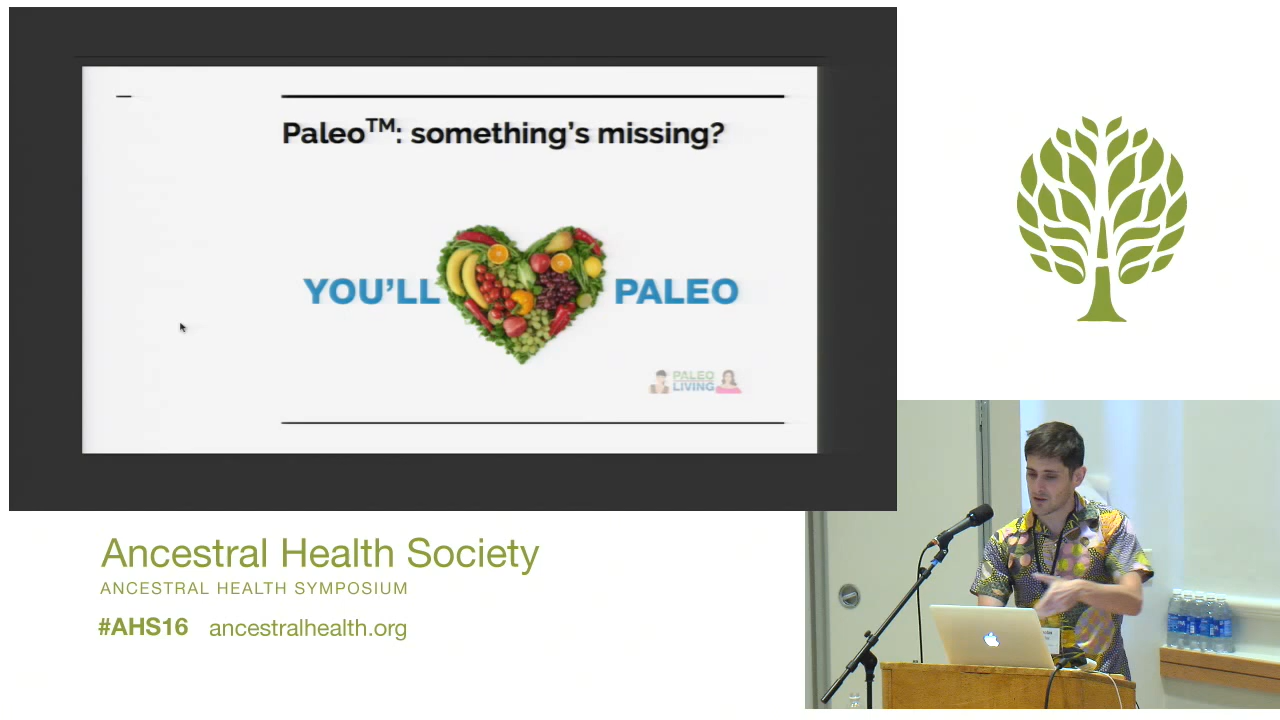 Paleo™: something's missing?
YOU'LL PALEO
PALEO
LIVING
Ancestral Health Society
ANCESTRAL HEALTH SYMPOSIUM
#AHS16 ancestralhealth.org